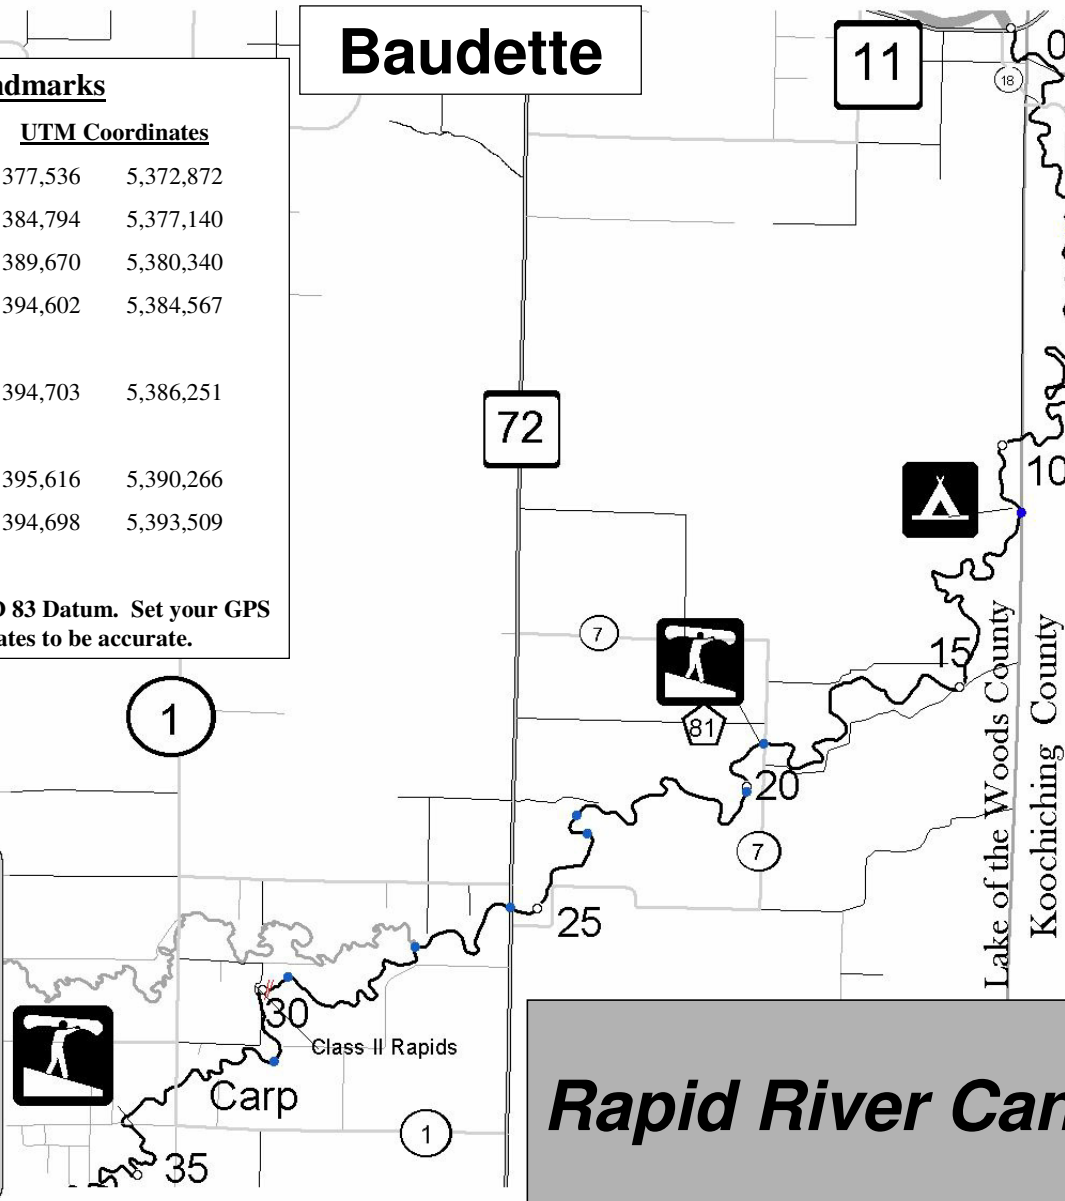 Baudette
11
0
18
ndmarks
UTM Coordinates
377,536 5,372,872
384,794 5,377,140
389,670 5,380,340
394,602 5,384,567
394,703 5,386,251
395,616 5,390,266
394,698 5,393,509
83 Datum. Set your GPS
ates to be accurate.
72
10
7
15
81
1
20
7
25
30
Class II Rapids
Carp
1
35
Lake of the Woods County
Koochiching County
Rapid River Can